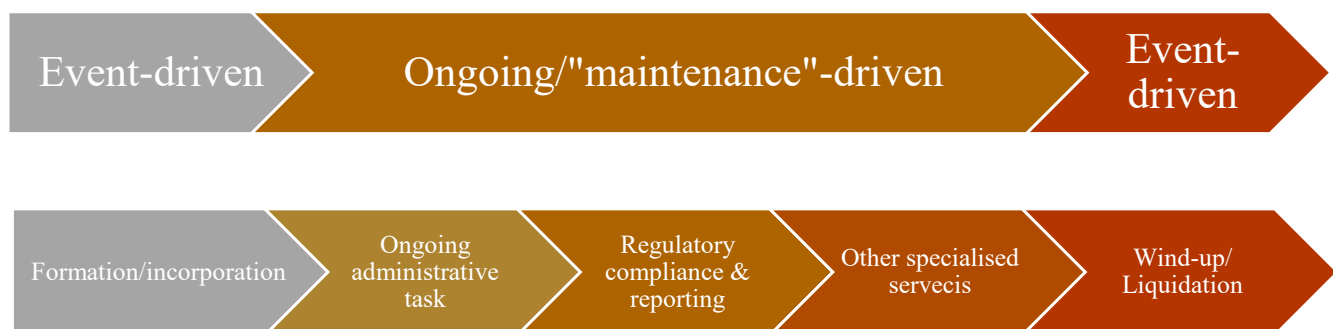 Event-driven
Ongoing/"maintenance"-driven
Event-
driven
Formation/incorporation
Ongoing
administrative
task
Regulatory
compliance &
reporting
Other specialised
servecis
Wind-up/
Liquidation